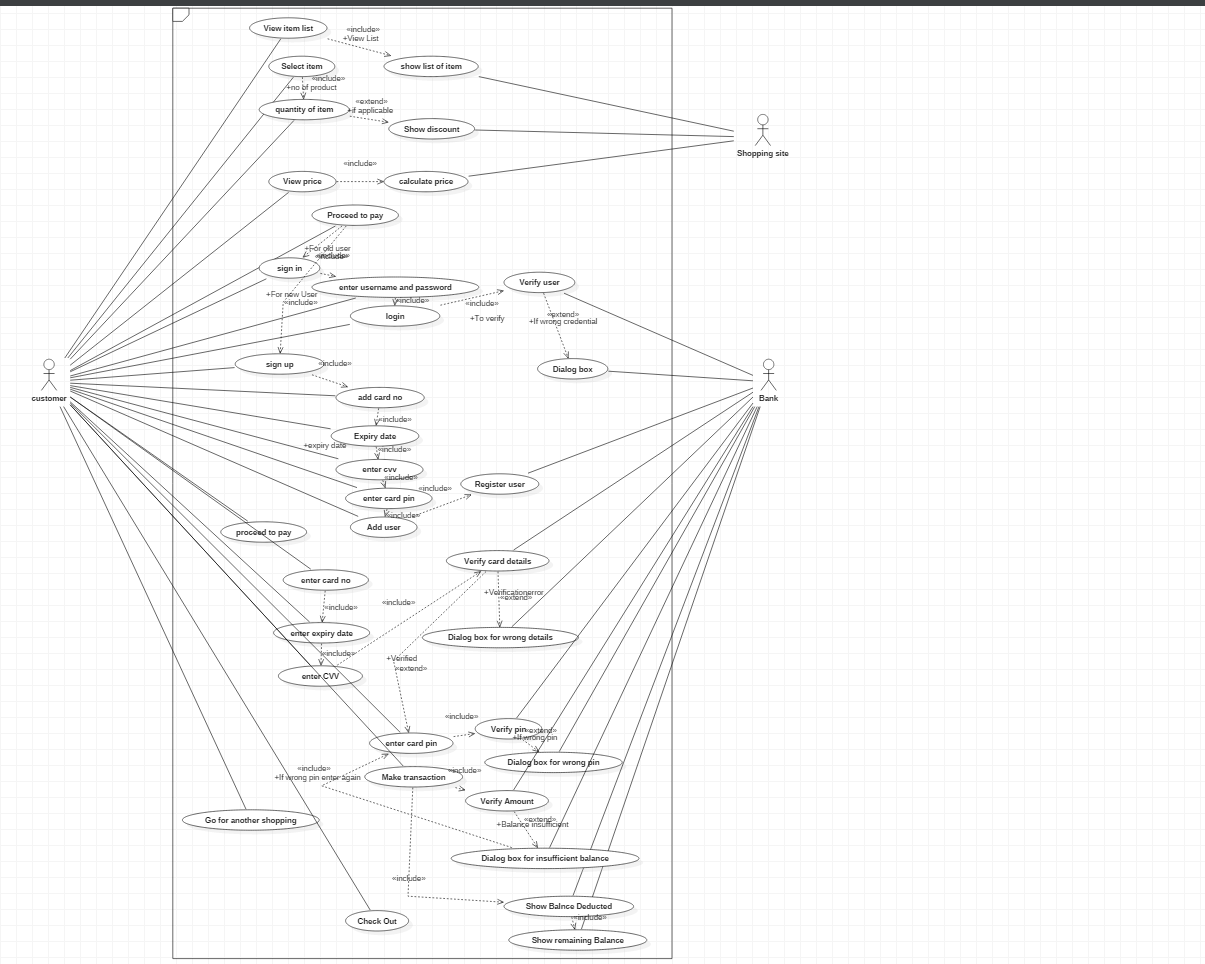 View item list
«include»
+View List
Select item
show list of item
«include»
+no of product
«extend»
+if applicable
quantity of item
Show discount
Shopping site
«include»
View price
calculate price
Proceed to pay
+For old user
«include»
«include»
sign in
enter username and password
Verify user
+For new User
«include»
«include»
«include»
login
+To verify
«extend»
+If wrong credential
sign up
«include»
Dialog box
customer
add card no
Bank
«include»
Expiry date
+expiry date
«include»
enter cvv
«include»
Register user
«include»
enter card pin
«include»
Add user
proceed to pay
Verify card details
enter card no
+Verificationerror
«extend»
«include»
«include»
enter expiry date
Dialog box for wrong details
«include»
+Verified
«extend»
enter CVV
«include»
Verify pin
«extend»
+If wrong pin
enter card pin
Dialog box for wrong pin
«include»
+If wrong pin enter again
Make transaction
«include»
Verify Amount
Go for another shopping
«extend»
+Balance insufficient
Dialog box for insufficient balance
«include»
Show Balnce Deducted
«include»
Check Out
Show remaining Balance